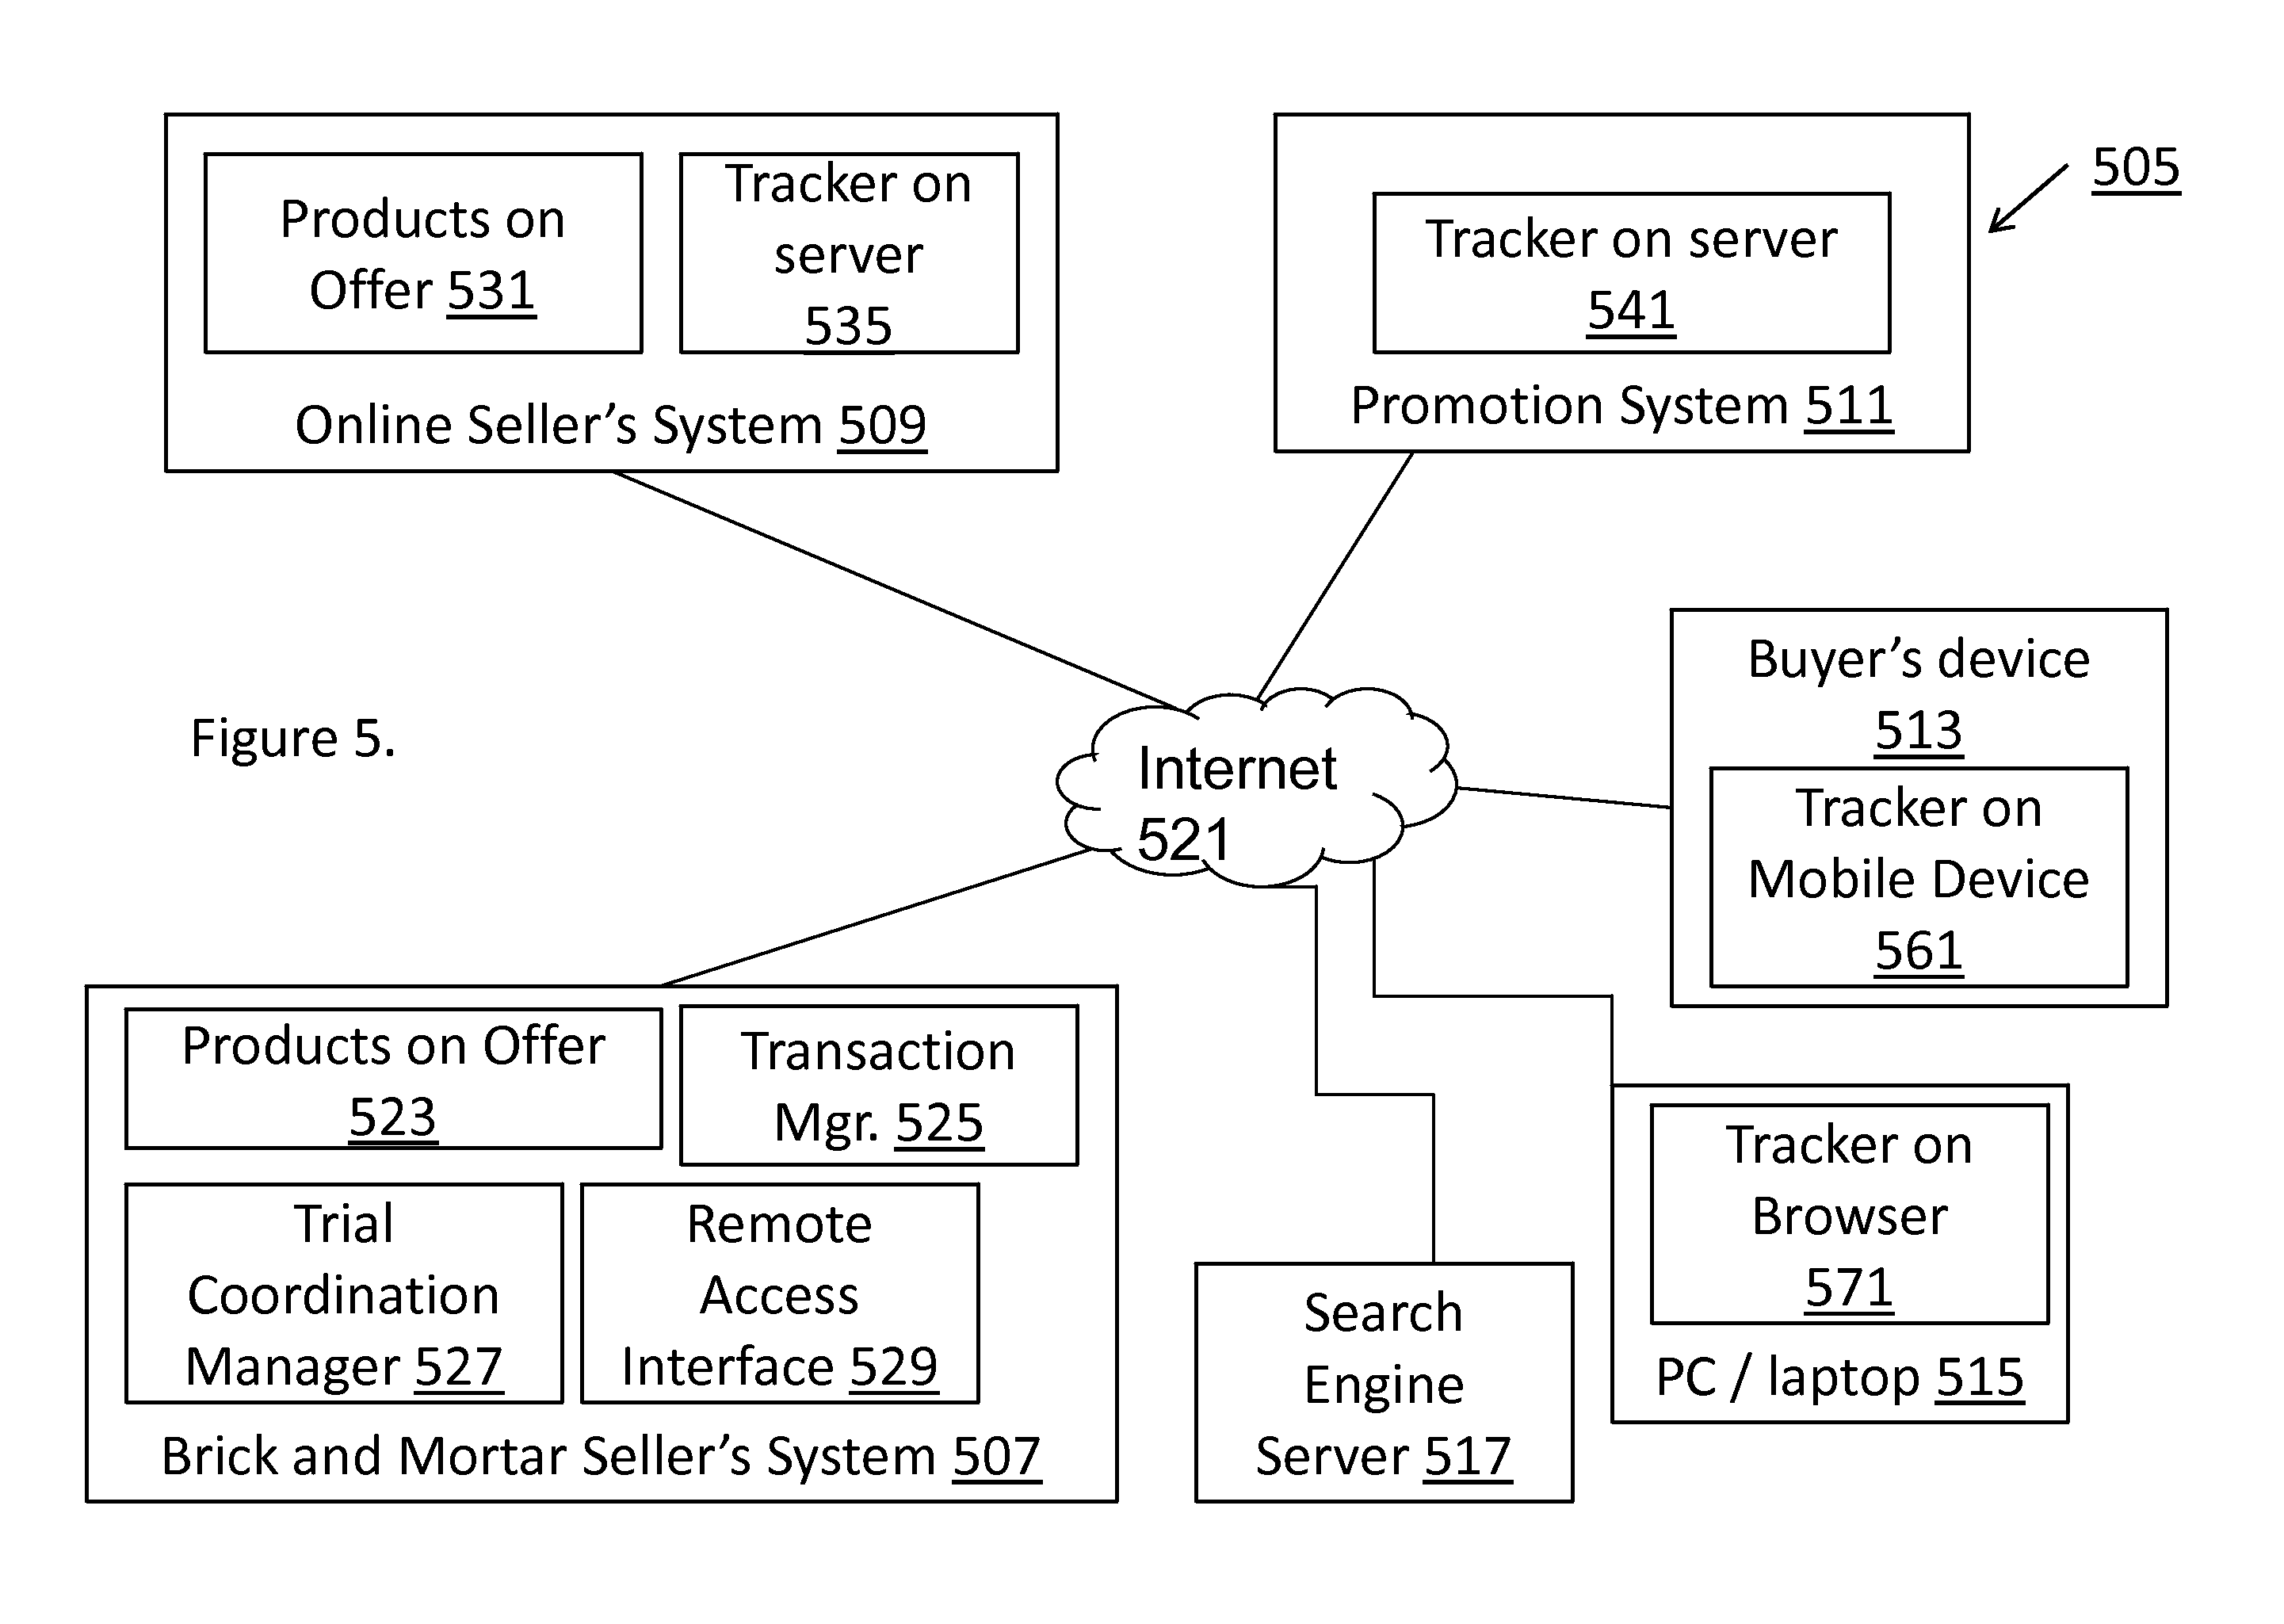 Products on
Offer 531
Tracker on
server
535
Online Seller's System 509
Tracker on server
541
Promotion System 511
505
Buyer's device
513
Tracker on
Mobile Device
561
Figure 5.
Internet
521
Products on Offer
523
Transaction
Mgr. 525
Trial
Coordination
Manager 527
Remote
Access
Interface 529
Brick and Mortar Seller's System 507
Search
Engine
Server 517
Tracker on
Browser
571
PC / laptop 515